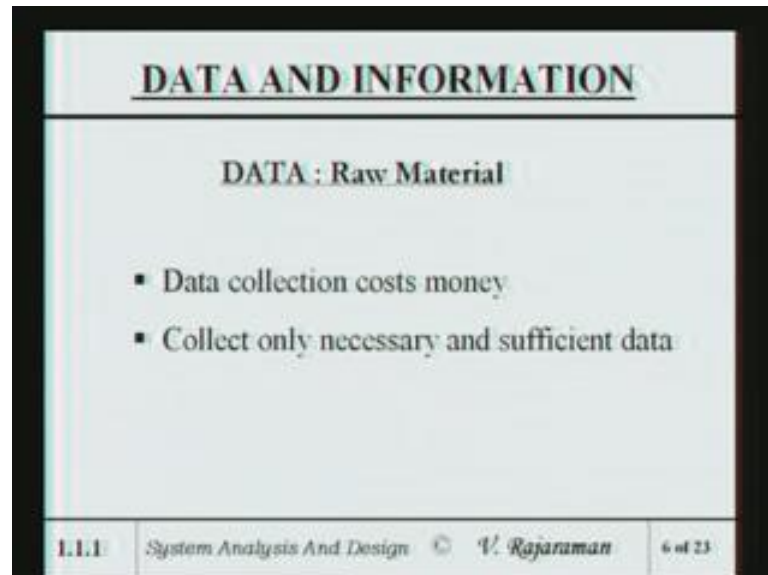 DATA AND INFORMATION
DATA : Raw Material
▪ Data collection costs money
▪ Collect only necessary and sufficient data
1.1.1 System Analysis And Design © V. Rajaraman 6 of 23